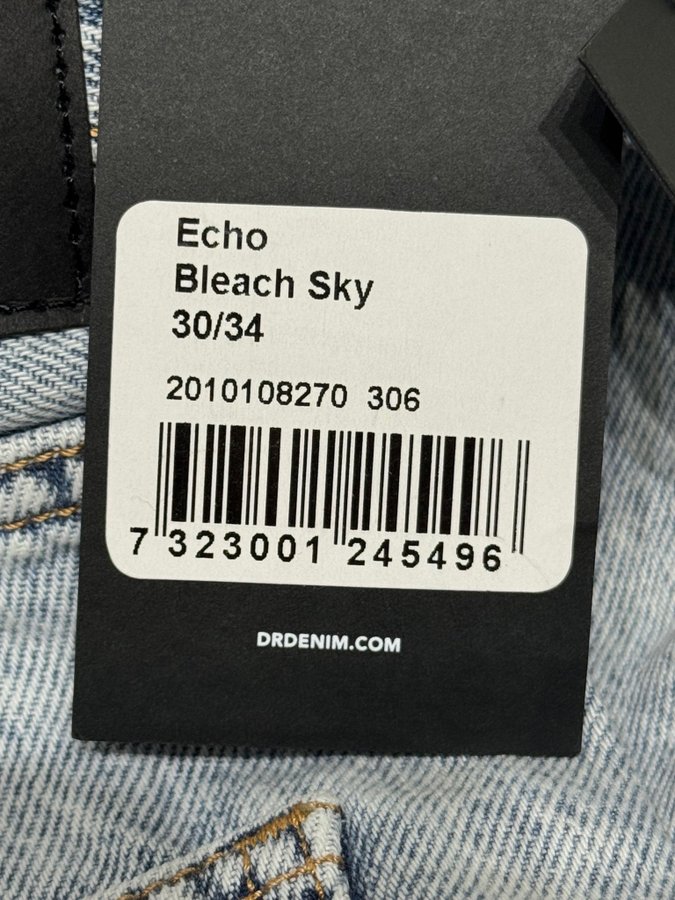 Echo
Bleach Sky
30/34
2010108270 306
7 323001 245496
DRDENIM.COM